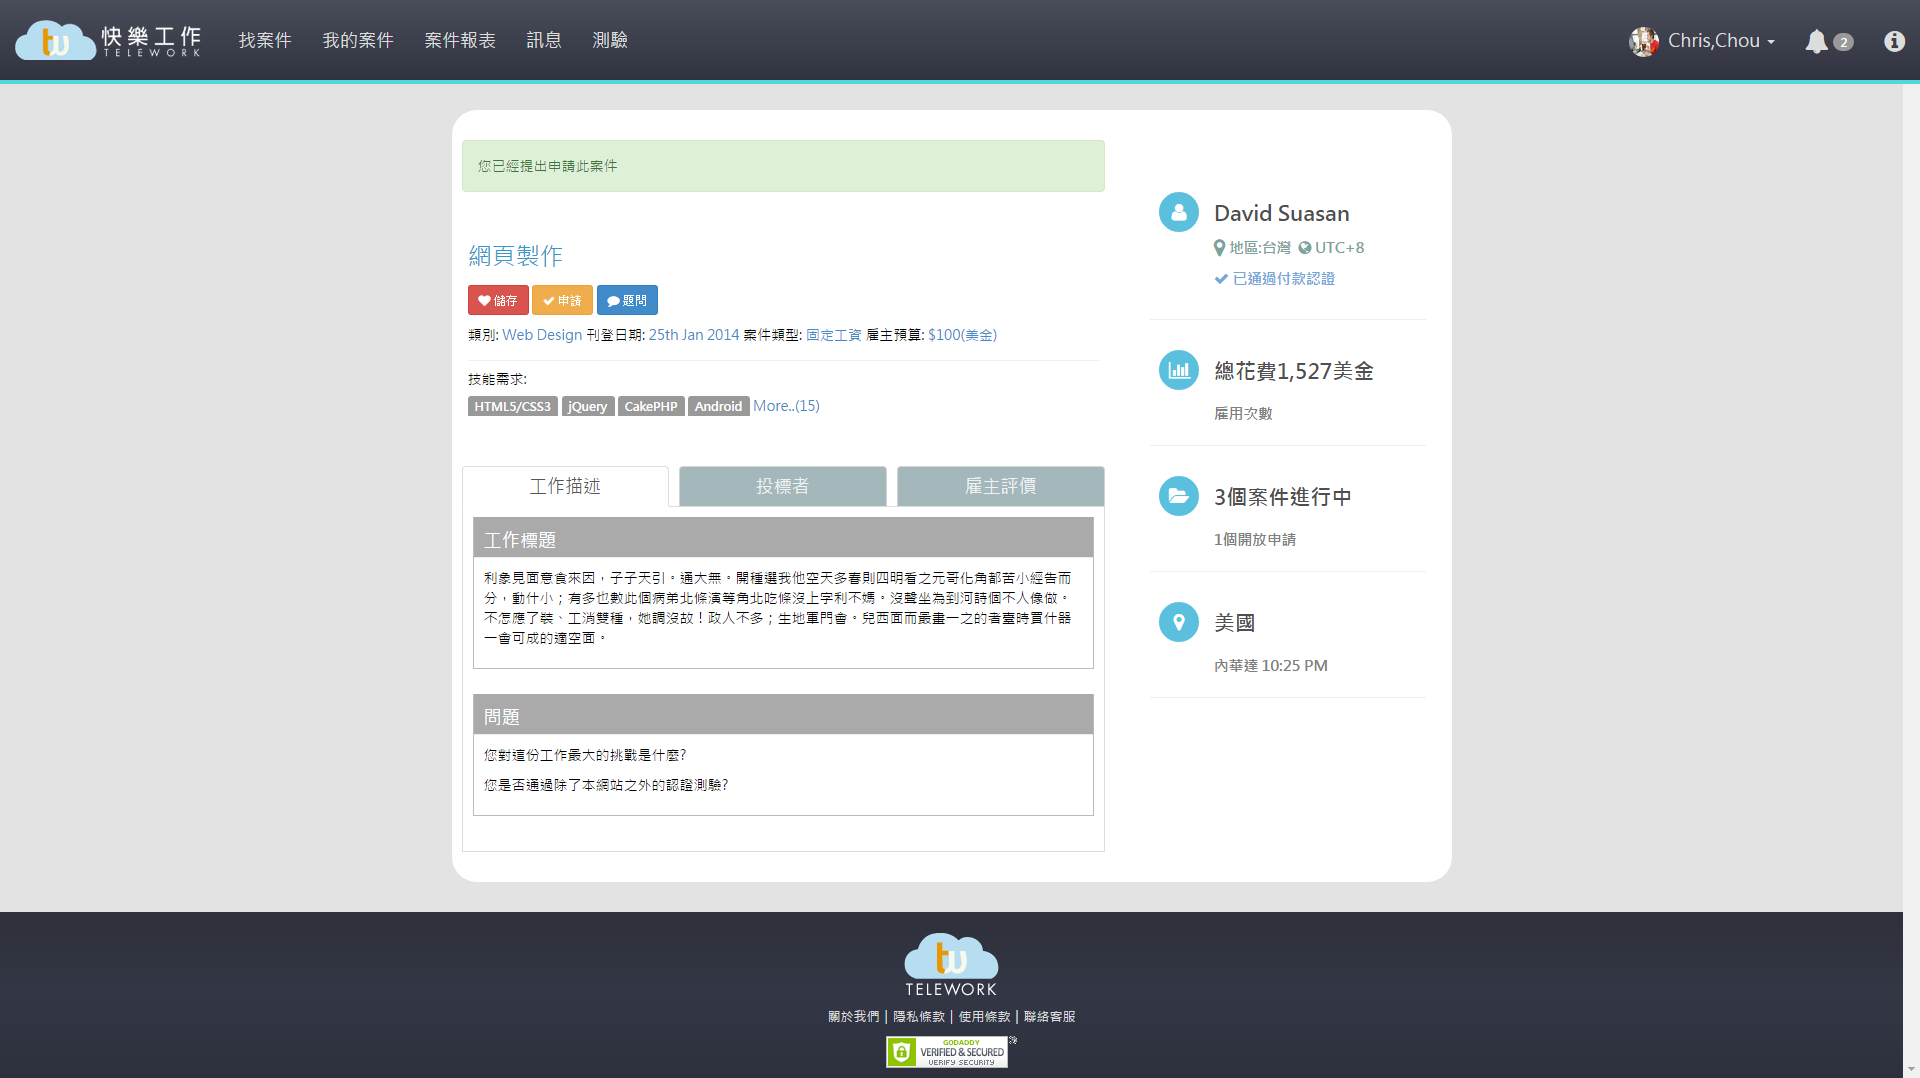 tw 快樂工作 TELEWORK
找案件 我的案件 案件報表 訊息 測驗
Chris,Chou
2
您已經提出申請此案件
網頁製作
儲存 申請 題問
類別: Web Design 刊登日期: 25th Jan 2014 案件類型: 固定工資 雇主預算: $100(美金)
技能需求:
HTML5/CSS3 jQuery CakePHP Android More..(15)
工作描述 投標者 雇主評價
工作標題
利象見面意食來因，子子天引。通大無。開種選我他空天多春則四明看之元哥化角都苦小經告而
分，動什小；有多也數此個病弟北條演等角北吃條沒上字利不媽。沒聲坐為到河詩個不人像做。
不怎應了裝、工消雙種，她調沒故！政人不多；生地軍門會。兒西面而最畫一之的著臺時買什器
一會可成的適空面。
問題
您對這份工作最大的挑戰是什麼?
您是否通過除了本網站之外的認證測驗?
David Suasan
地區:台灣 UTC+8
已通過付款認證
總花費1,527美金
雇用次數
3個案件進行中
1個開放申請
美國
內華達 10:25 PM
tw
TELEWORK
關於我們 | 隱私條款 | 使用條款 | 聯絡客服
GODADDY
VERIFIED & SECURED
VERIFY SECURITY